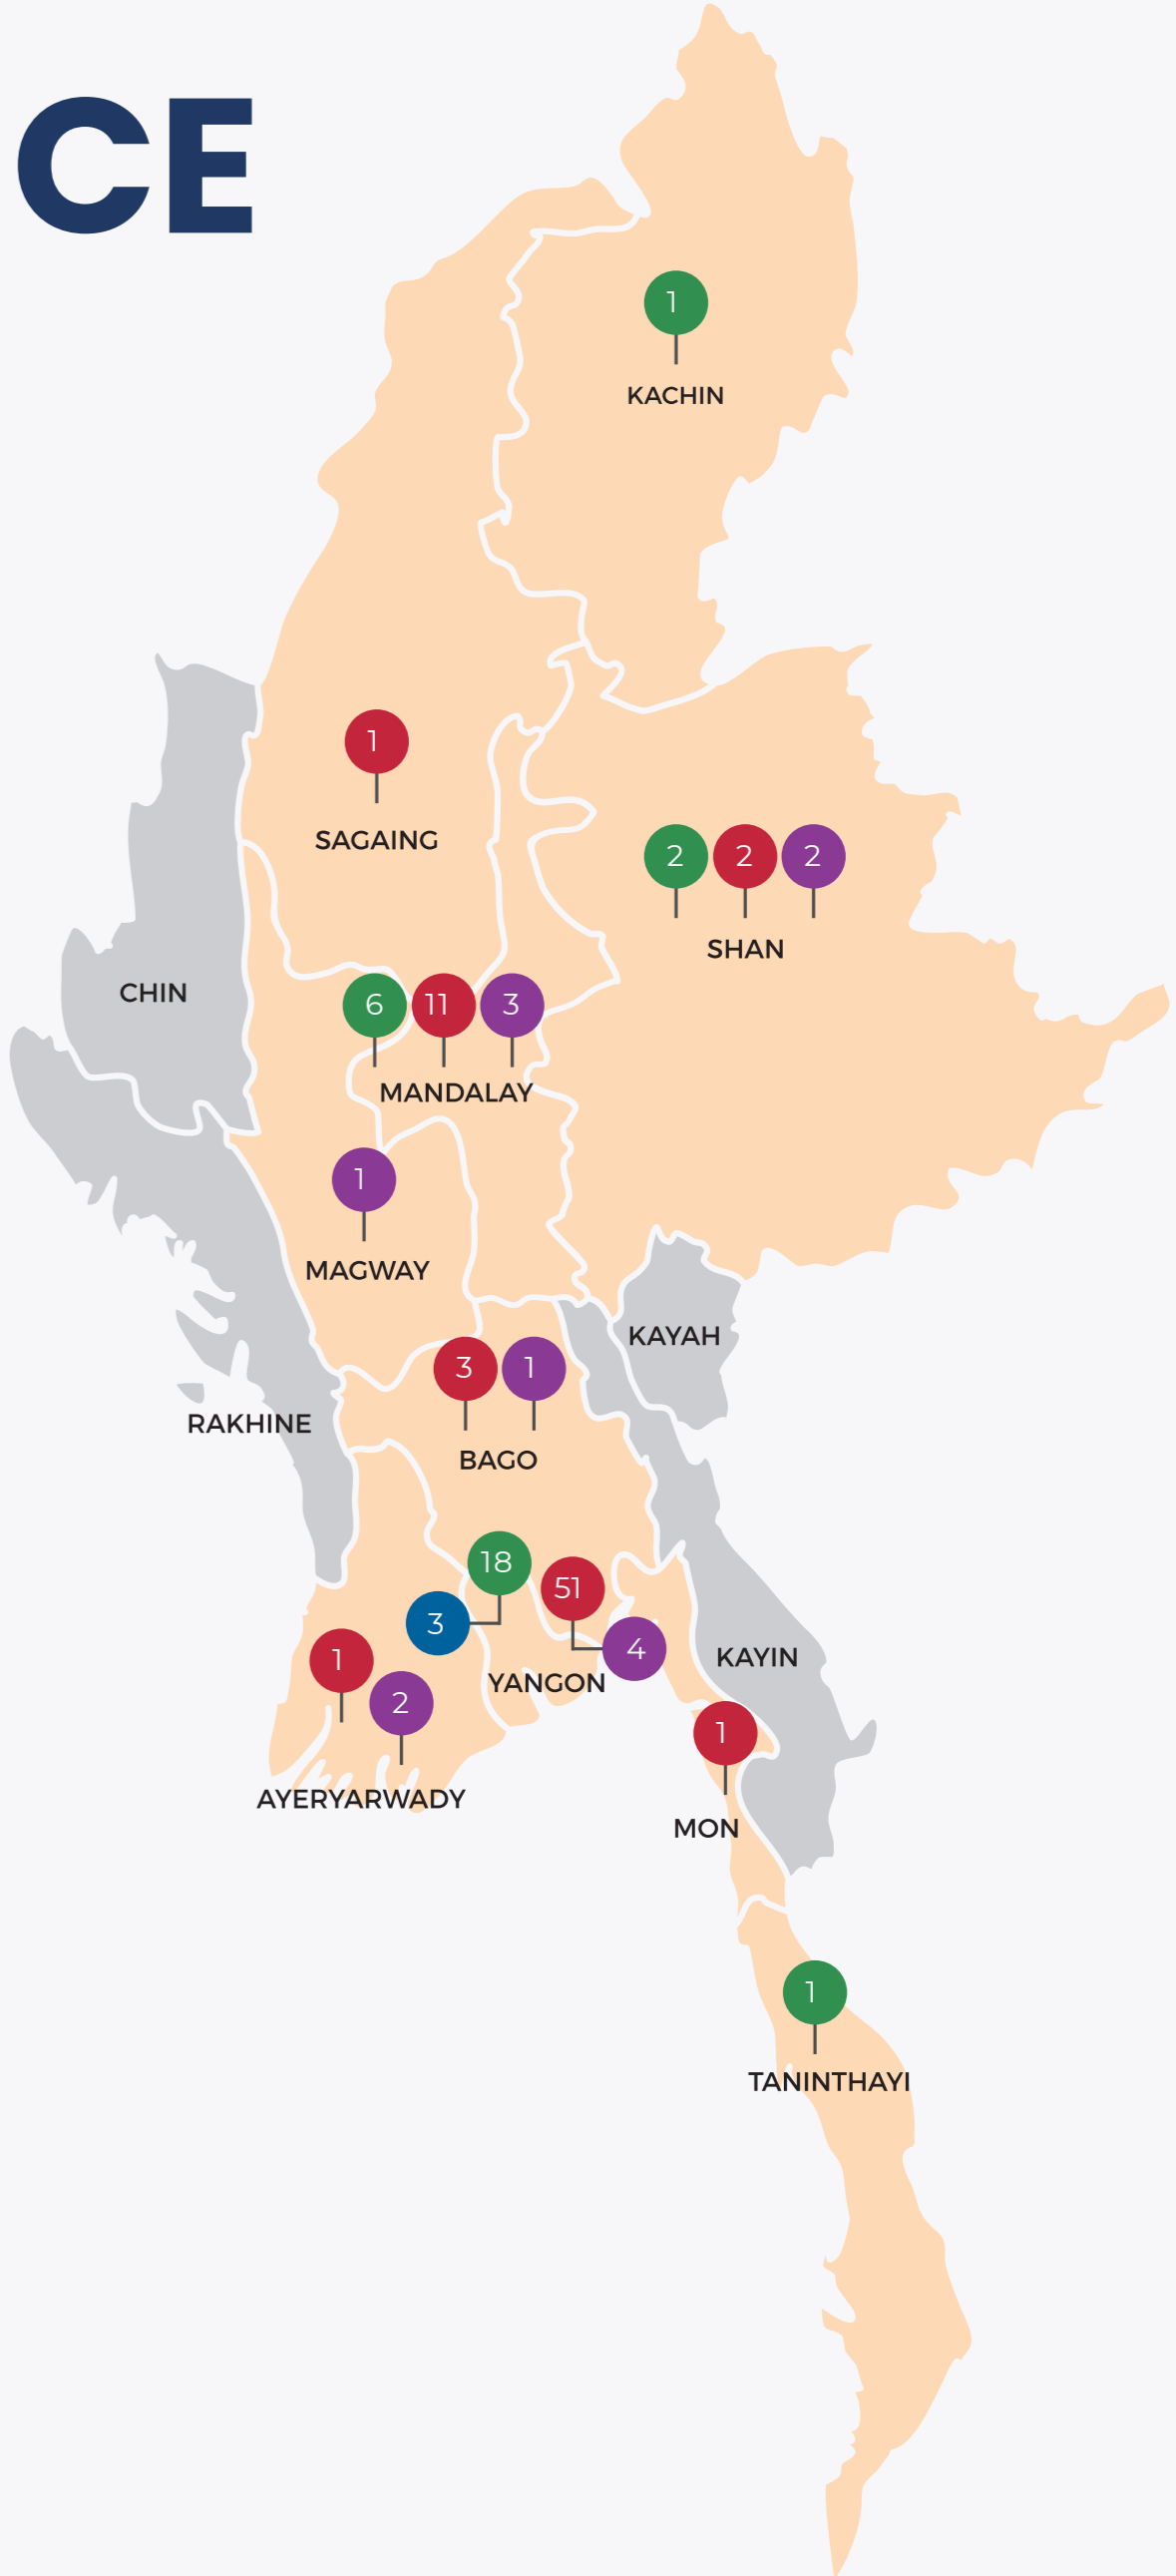 CE
1
KACHIN
1
SAGAING
2 2 2
SHAN
CHIN
6 11 3
MANDALAY
1
MAGWAY
KAYAH
3 1
BAGO
RAKHINE
18
51
3
4
YANGON
KAYIN
1
2
AYERYARWADY
1
MON
1
TANINTHAYI